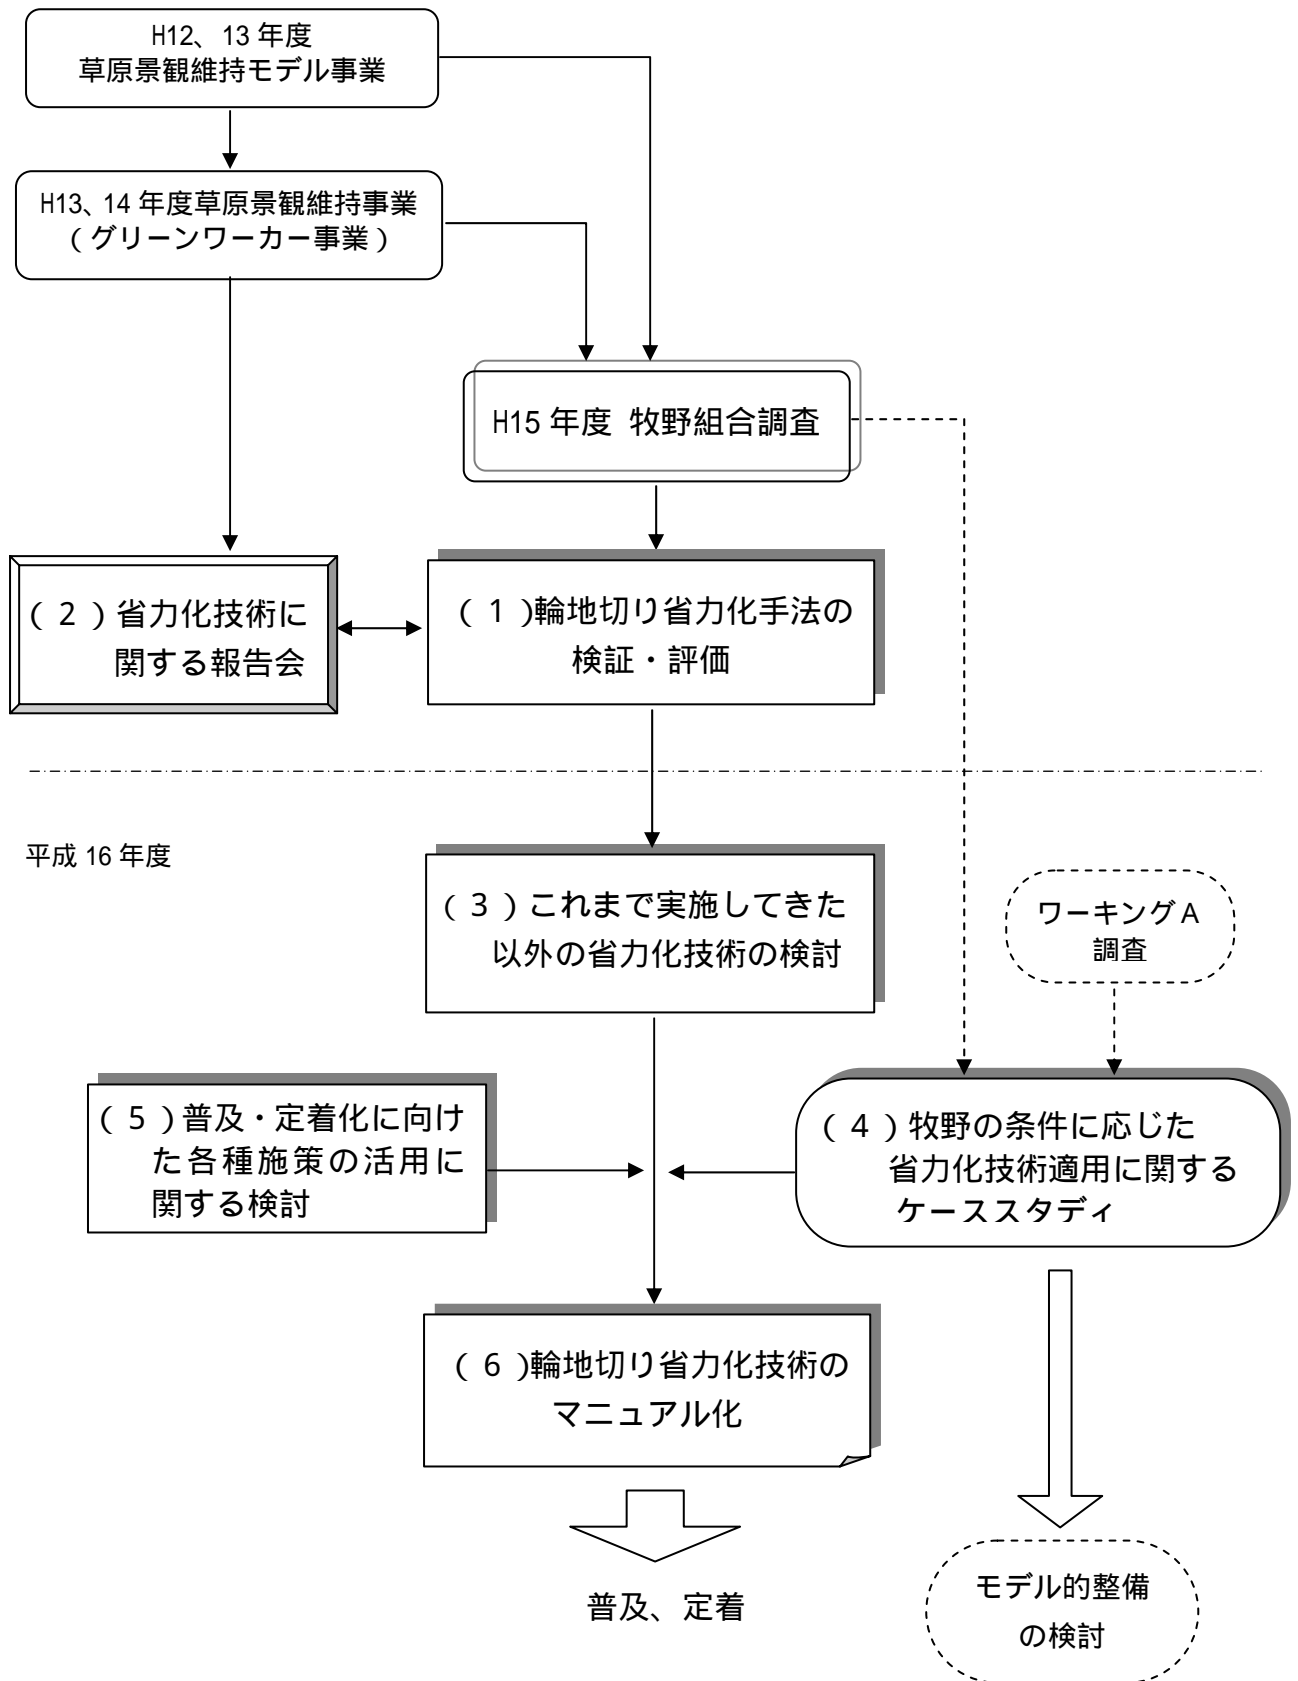 H12、13 年度
草原景観維持モデル事業
H13、14 年度草原景観維持事業
（グリーンワーカー事業）
H15 年度 牧野組合調査
（２）省力化技術に
関する報告会
（１）輪地切り省力化手法の
検証・評価
平成 16 年度
（３）これまで実施してきた
以外の省力化技術の検討
ワーキングＡ
調査
（５）普及・定着化に向け
た各種施策の活用に
関する検討
（４）牧野の条件に応じた
省力化技術適用に関する
ケーススタディ
（６）輪地切り省力化技術の
マニュアル化
普及、定着
モデル的整備
の検討